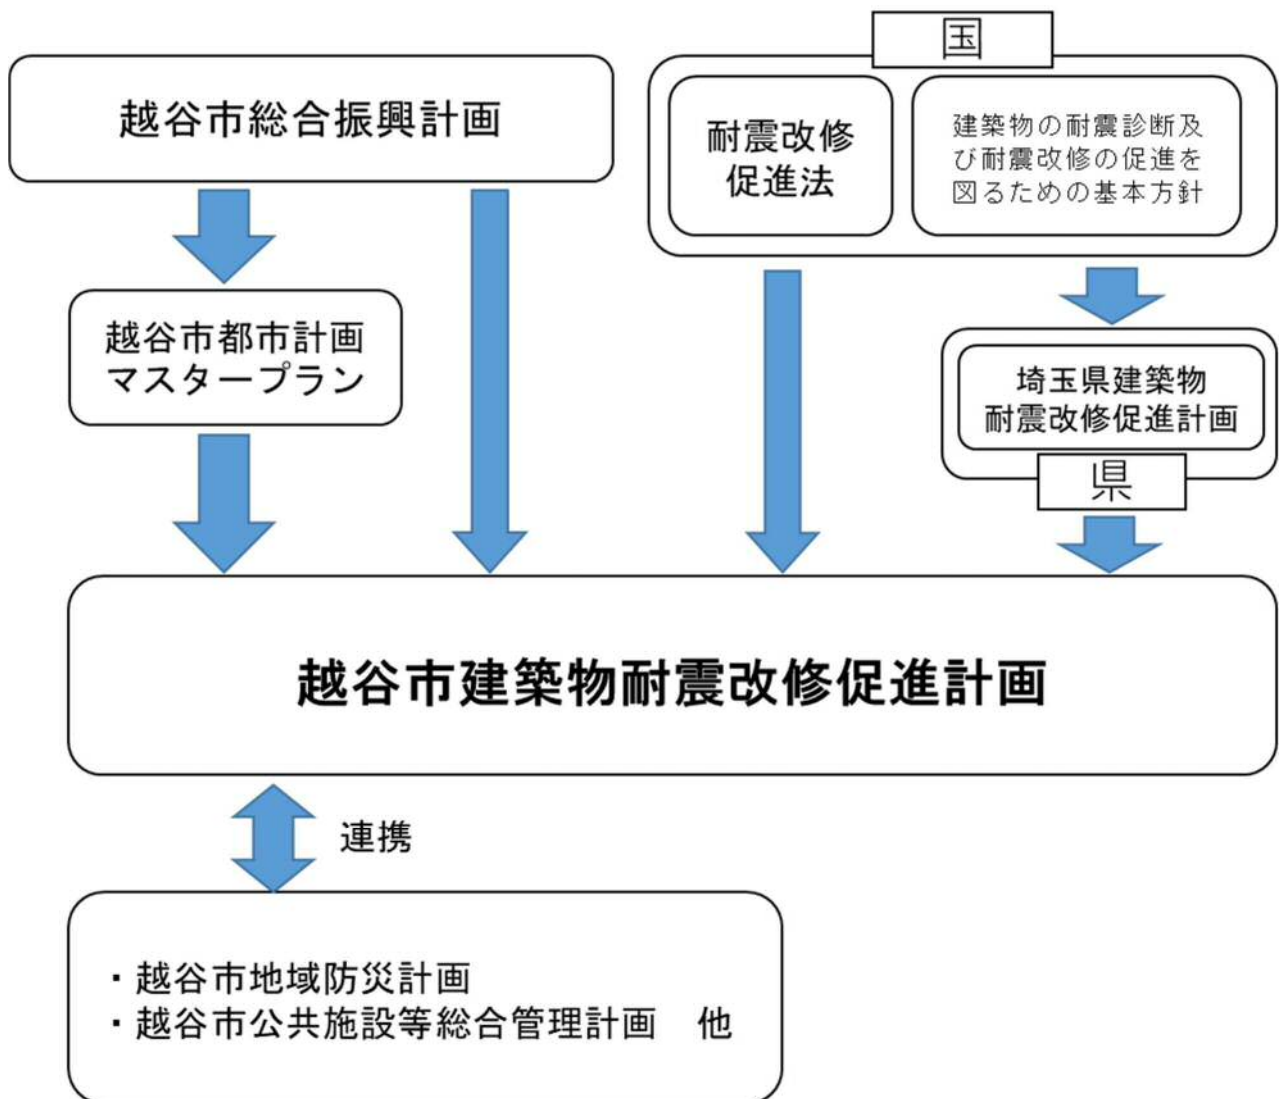 国
越谷市総合振興計画
耐震改修
促進法
建築物の耐震診断及
び耐震改修の促進を
図るための基本方針
越谷市都市計画
マスタープラン
埼玉県建築物
耐震改修促進計画
県
越谷市建築物耐震改修促進計画
連携
・越谷市地域防災計画
・越谷市公共施設等総合管理計画　他